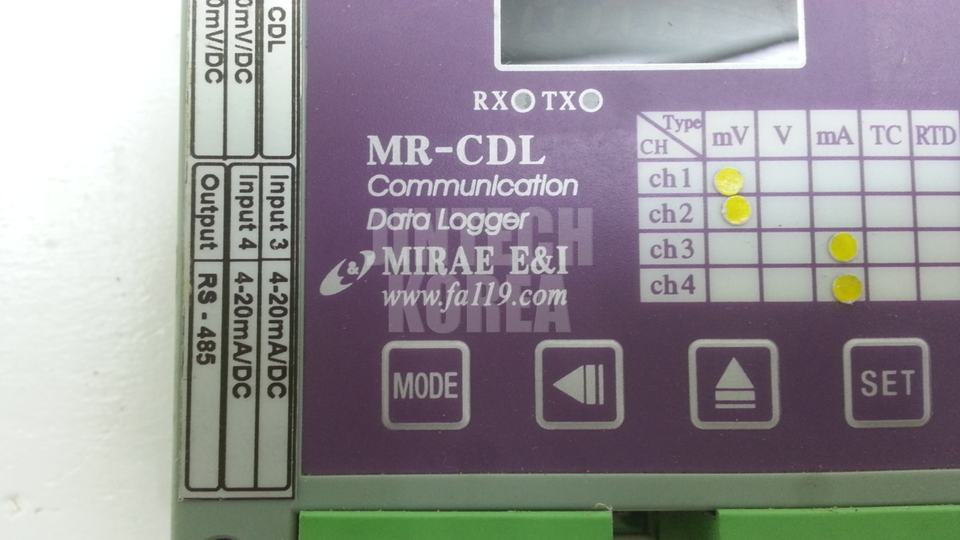 CDL
0mV/DC
0mV/DC
Input 3 4-20mA/DC
Input 4 4-20mA/DC
Output RS - 485
RX TX
MR-CDL
Communication
Data Logger
MIRAE E&I
www.fa119.com
ONTECH
KOREA
Type
CH mV V mA TC RTD
ch1
ch2
ch3
ch4
MODE
SET